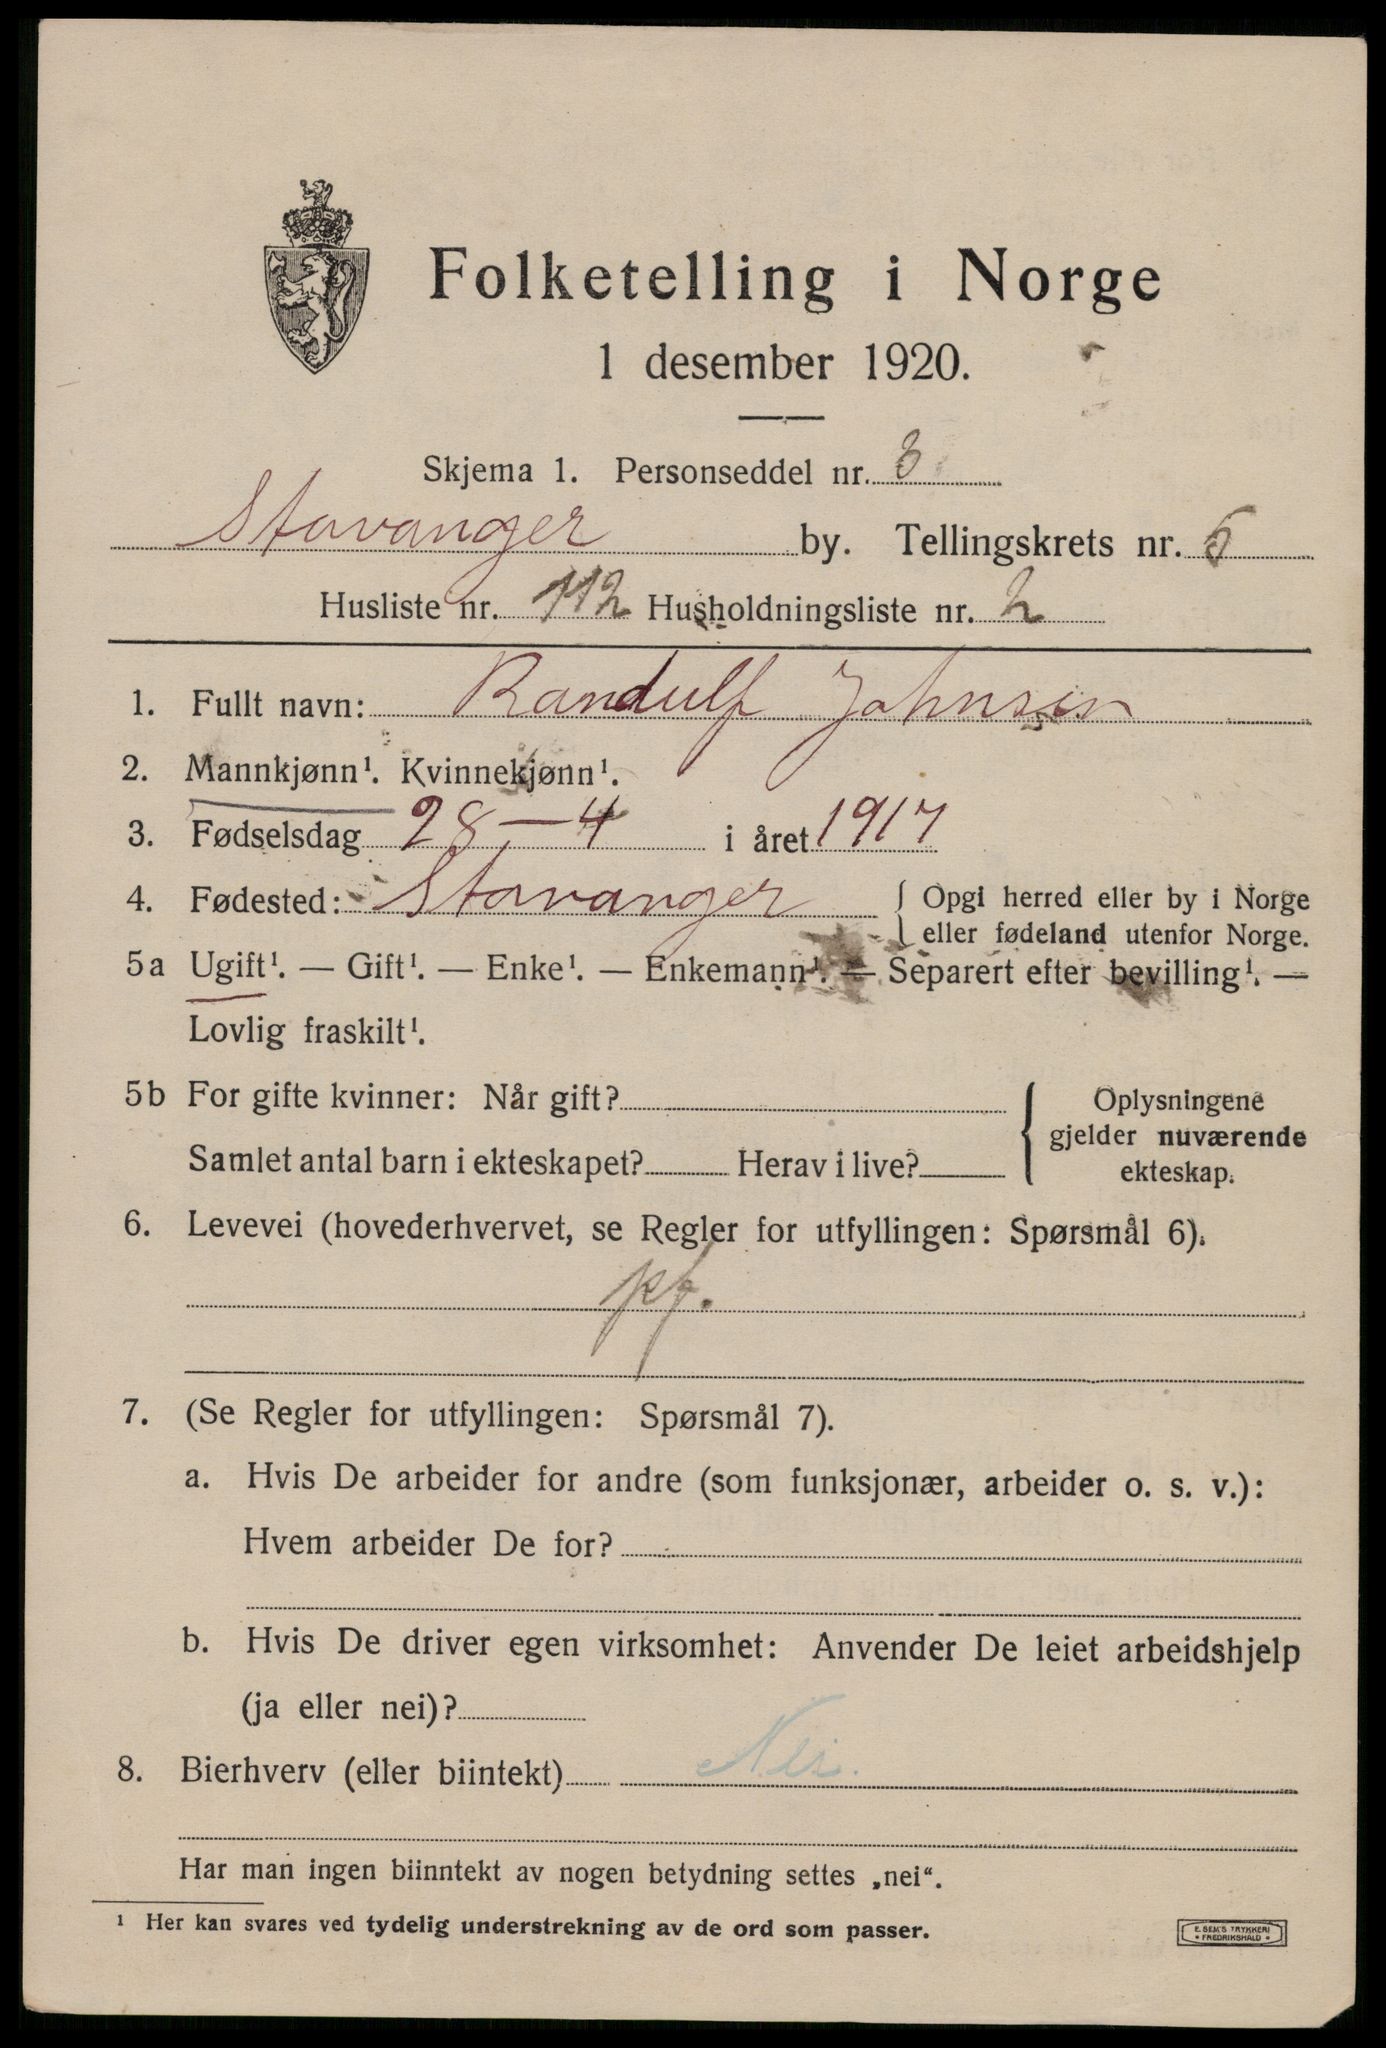 Folketelling i Norge
1 desember 1920.
Skjema 1. Personseddel nr. 3
Stavanger by. Tellingskrets nr. 6
Husliste nr. 112 Husholdningsliste nr. 2
1. Fullt navn: Randulf Johnsen
2. Mannkjønn¹. Kvinnekjønn¹.
3. Fødselsdag 28-4 i året 1917
4. Fødested: Stavanger { Opgi herred eller by i Norge
eller fødeland utenfor Norge.
5a Ugift¹. — Gift¹. — Enke¹. — Enkemann¹. — Separert efter bevilling¹. —
Lovlig fraskilt¹.
5b For gifte kvinner: Når gift? { Oplysningene
gjelder nuværende
Samlet antal barn i ekteskapet? Herav i live? ekteskap.
6. Levevei (hovederhvervet, se Regler for utfyllingen: Spørsmål 6).
pf.
7. (Se Regler for utfyllingen: Spørsmål 7).
a. Hvis De arbeider for andre (som funksjonær, arbeider o. s. v.):
Hvem arbeider De for?
b. Hvis De driver egen virksomhet: Anvender De leiet arbeidshjelp
(ja eller nei)?
8. Bierhverv (eller biintekt) Nei.
Har man ingen biinntekt av nogen betydning settes „nei“.
¹ Her kan svares ved tydelig understrekning av de ord som passer.
E. SEM'S TRYKKERI
• FREDRIKSHALD •